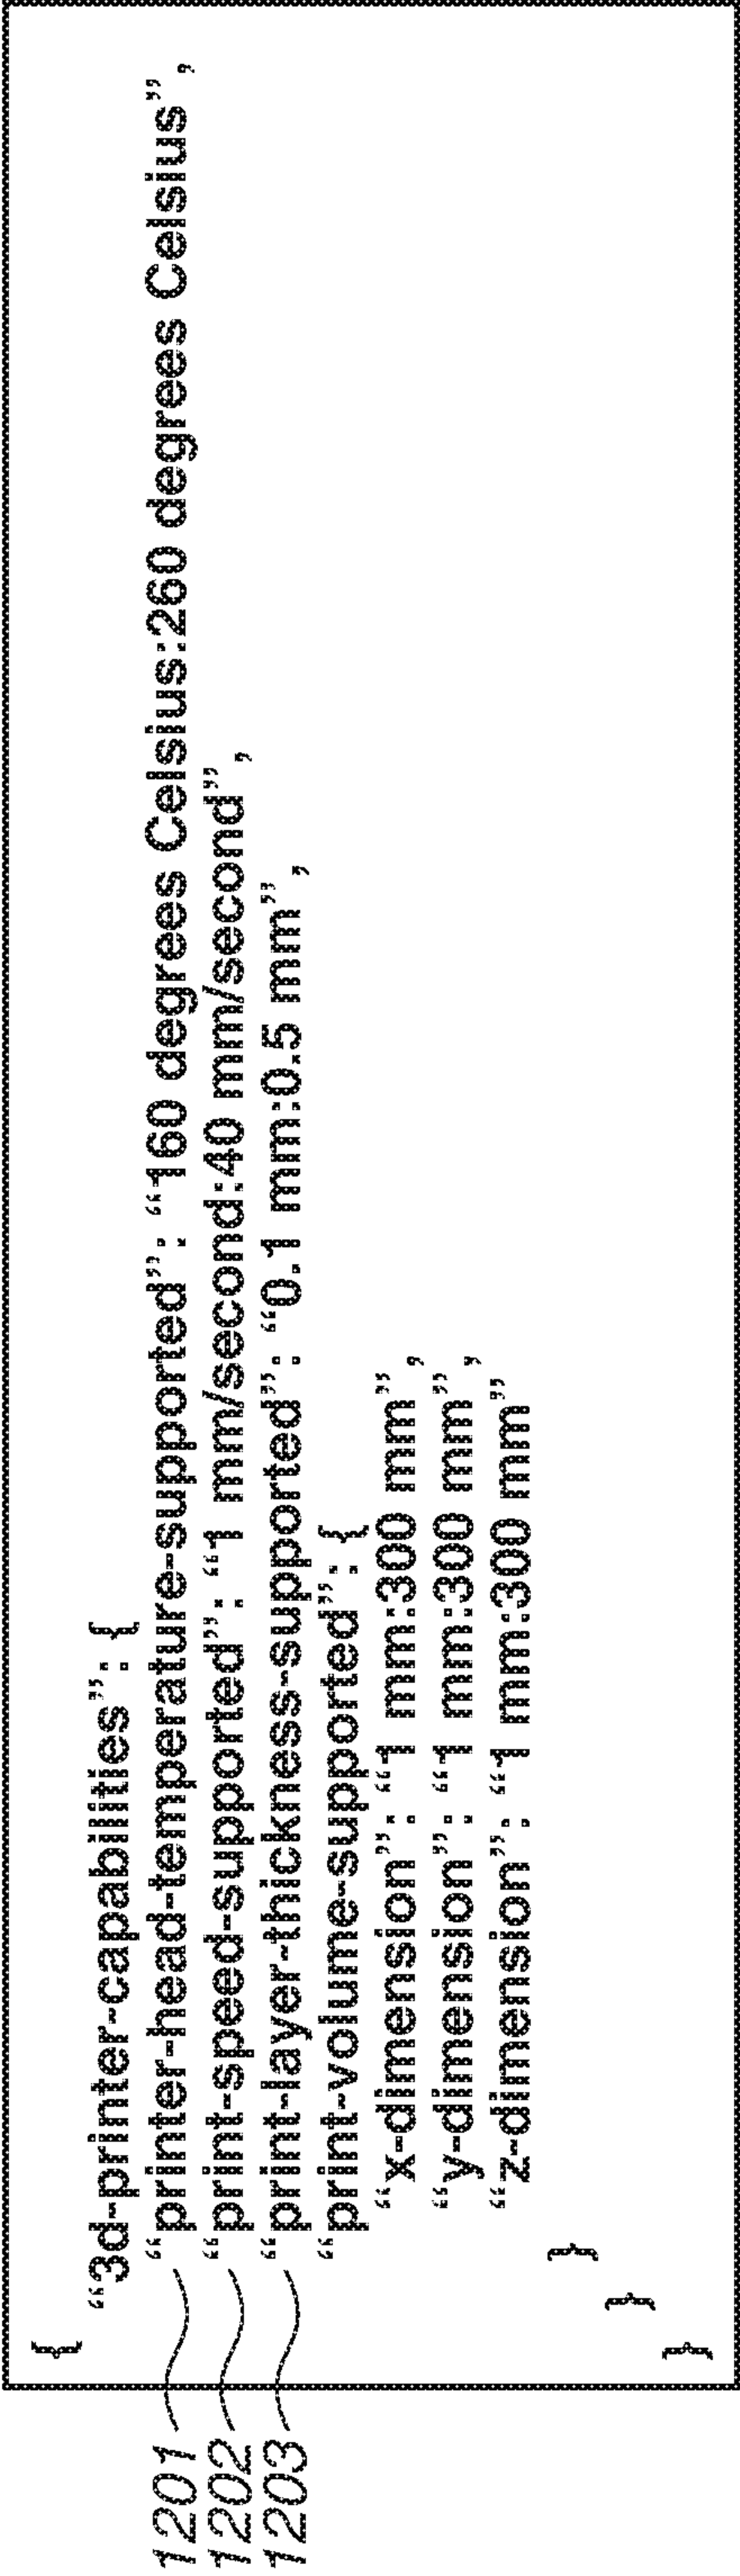 {
“3d-printer-capabilities”: {
1201 “printer-head-temperature-supported”: “160 degrees Celsius:260 degrees Celsius”,
1202 “print-speed-supported”: “1 mm/second:40 mm/second”,
1203 “print-layer-thickness-supported”: “0.1 mm:0.5 mm”,
“print-volume-supported”: {
“x-dimension”: “1 mm:300 mm”,
“y-dimension”: “1 mm:300 mm”,
“z-dimension”: “1 mm:300 mm”
}
}
}